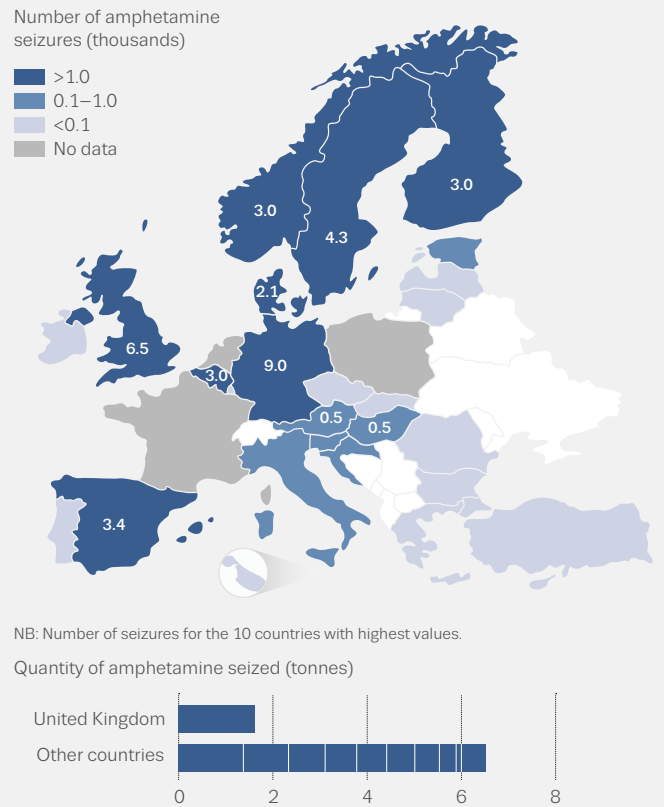 Number of amphetamine
seizures (thousands)
>1.0
0.1–1.0
<0.1
No data
3.0
3.0
4.3
2.1
6.5
3.0
9.0
0.5
0.5
3.4
NB: Number of seizures for the 10 countries with highest values.
Quantity of amphetamine seized (tonnes)
United Kingdom
Other countries
0 2 4 6 8